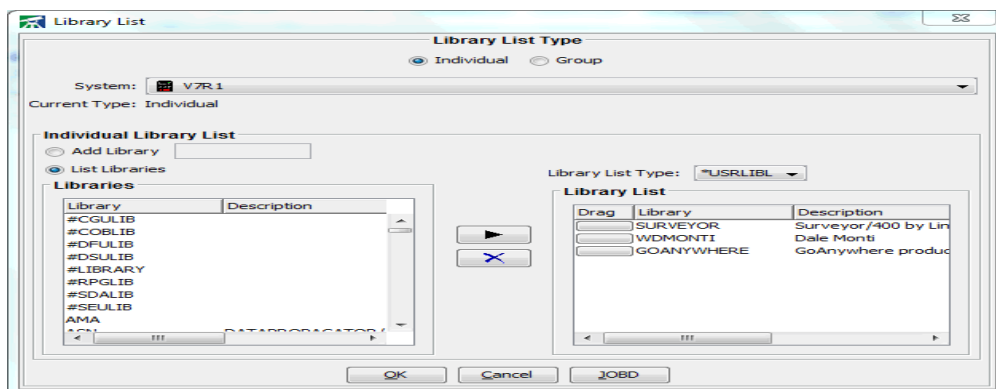 Library List
Library List Type
Individual Group
System: V7R1
Current Type: Individual
Individual Library List
Add Library
List Libraries
Libraries
Library Description
#CGULIB
#COBLIB
#DFULIB
#DSULIB
#LIBRARY
#RPGLIB
#SDALIB
#SEULIB
AMA
Library List Type: *USRLIBL
Library List
Drag Library Description
SURVEYOR Surveyor/400 by Lin
WDMONTI Dale Monti
GOANYWHERE GoAnywhere produc
OK Cancel JOBD